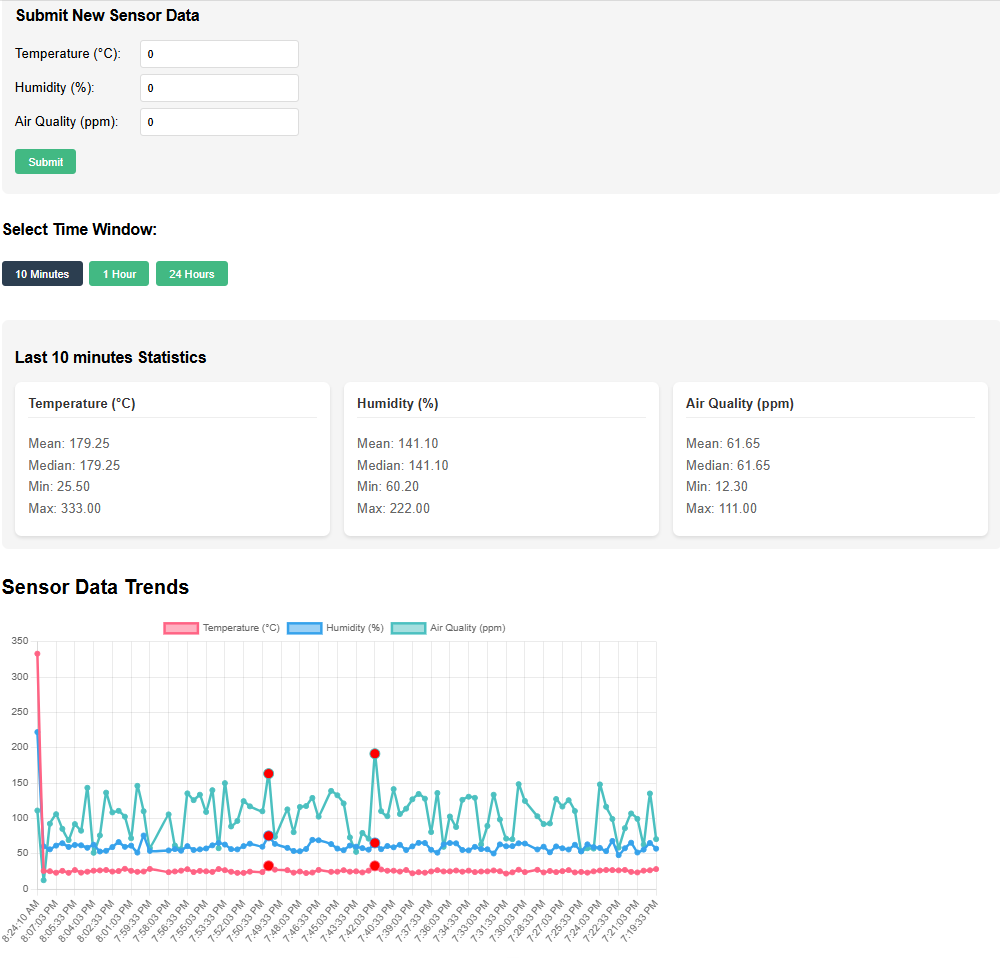 Submit New Sensor Data
Temperature (°C): 0
Humidity (%): 0
Air Quality (ppm): 0
Submit
Select Time Window:
10 Minutes 1 Hour 24 Hours
Last 10 minutes Statistics
Temperature (°C)
Mean: 179.25
Median: 179.25
Min: 25.50
Max: 333.00
Humidity (%)
Mean: 141.10
Median: 141.10
Min: 60.20
Max: 222.00
Air Quality (ppm)
Mean: 61.65
Median: 61.65
Min: 12.30
Max: 111.00
Sensor Data Trends
Temperature (°C) Humidity (%) Air Quality (ppm)
350
300
250
200
150
100
50
0
8:24:10 AM
8:07:03 PM
8:05:33 PM
8:04:03 PM
8:02:33 PM
8:01:03 PM
7:59:33 PM
7:58:03 PM
7:56:33 PM
7:55:03 PM
7:53:33 PM
7:52:03 PM
7:50:33 PM
7:49:33 PM
7:48:03 PM
7:46:33 PM
7:45:03 PM
7:43:33 PM
7:42:03 PM
7:40:33 PM
7:39:03 PM
7:37:33 PM
7:36:03 PM
7:34:33 PM
7:33:03 PM
7:31:33 PM
7:30:03 PM
7:28:33 PM
7:27:03 PM
7:25:33 PM
7:24:03 PM
7:22:33 PM
7:21:03 PM
7:19:33 PM